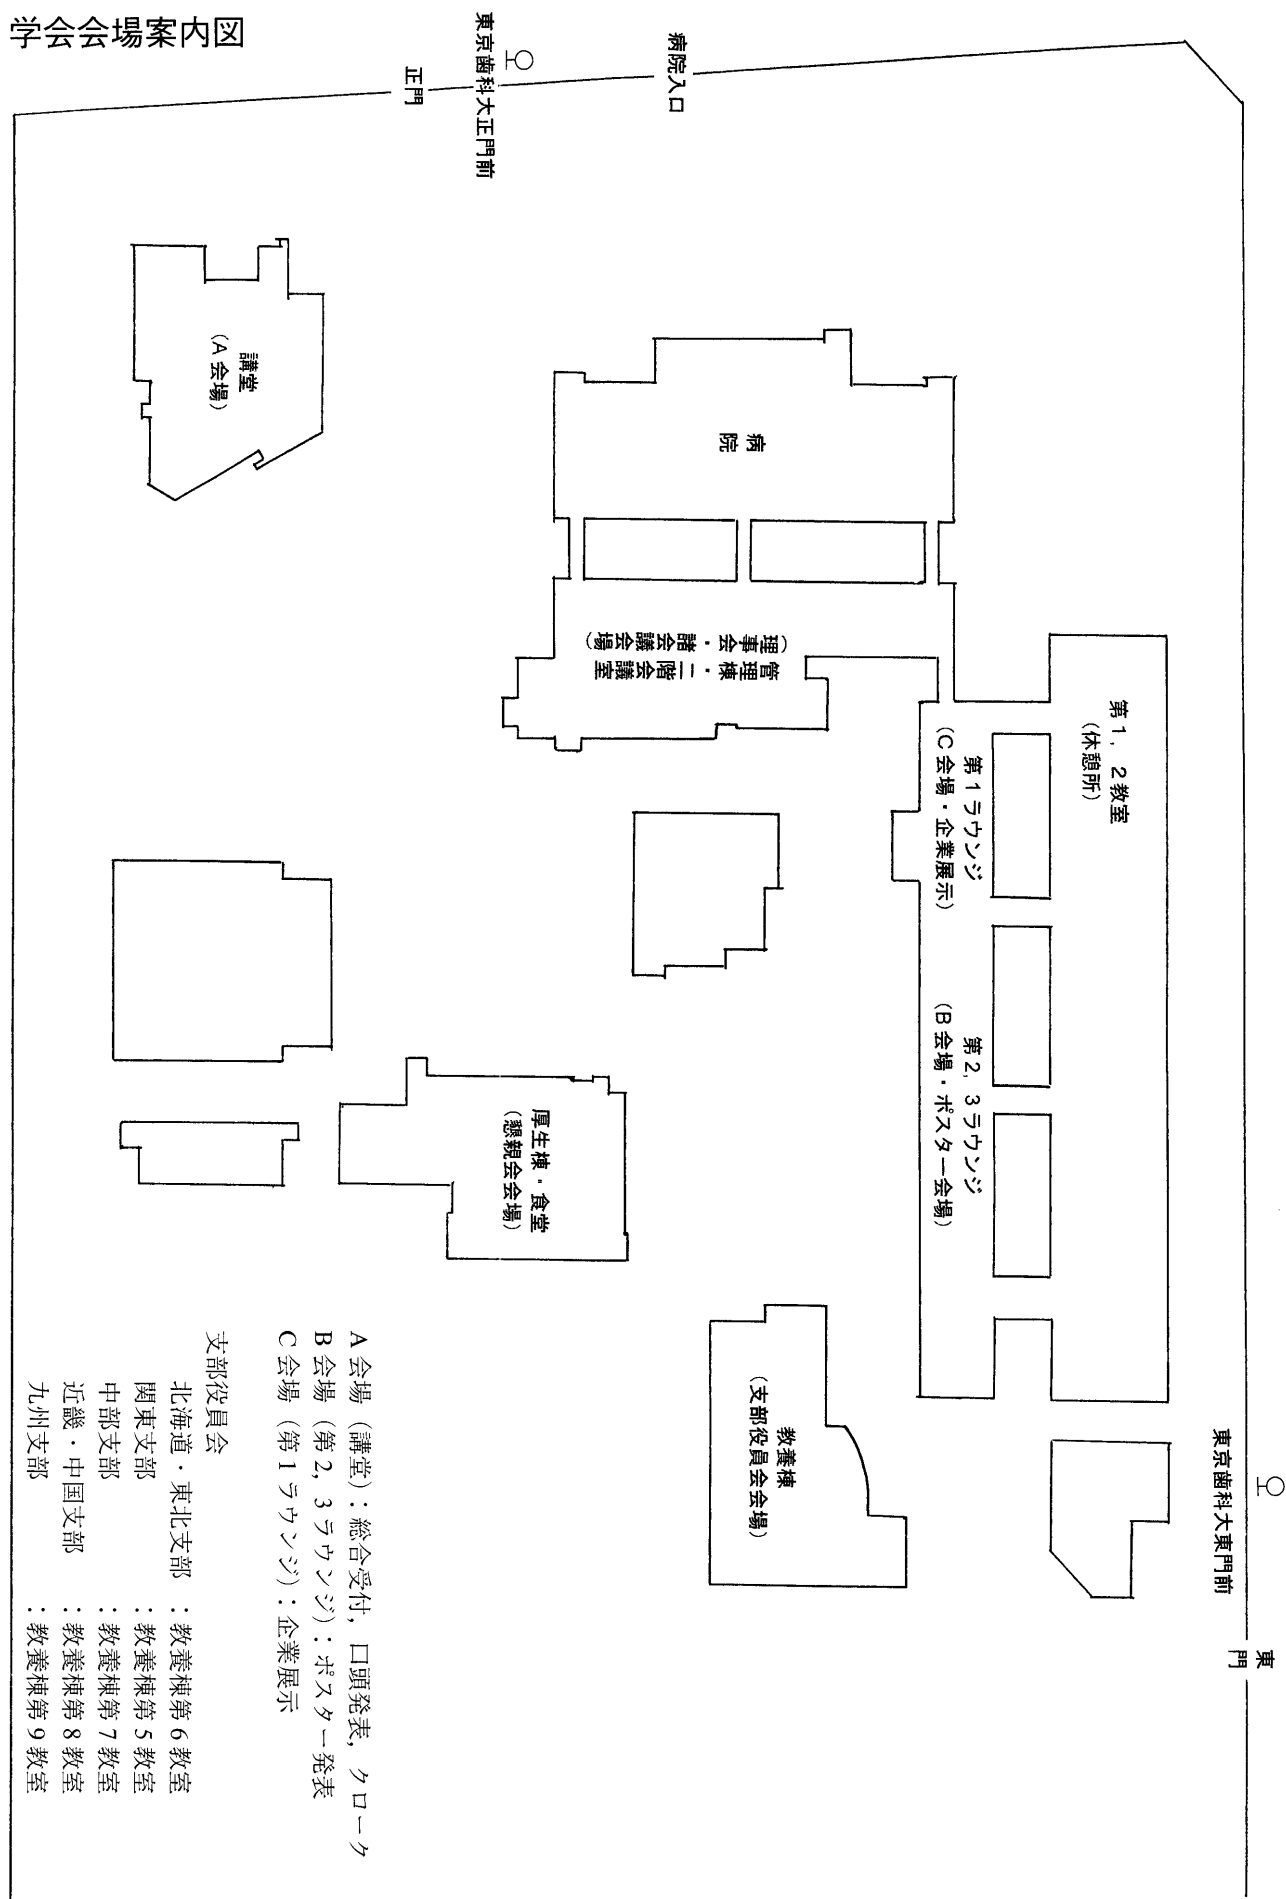 学会会場案内図
病院入口
東京歯科大正門前
正門
講堂
(A会場)
病院
管理棟・二階会議室
(理事会・諸会議会場)
第1, 2教室
(休憩所)
第1ラウンジ
(C会場・企業展示)
第2, 3ラウンジ
(B会場・ポスター会場)
厚生棟・食堂
(懇親会会場)
教養棟
(支部役員会会場)
東京歯科大東門前
東門
A会場(講堂):総合受付, 口頭発表, クローク
B会場(第2, 3ラウンジ):ポスター発表
C会場(第1ラウンジ):企業展示
支部役員会
北海道・東北支部:教養棟第6教室
関東支部:教養棟第5教室
中部支部:教養棟第7教室
近畿・中国支部:教養棟第8教室
九州支部:教養棟第9教室